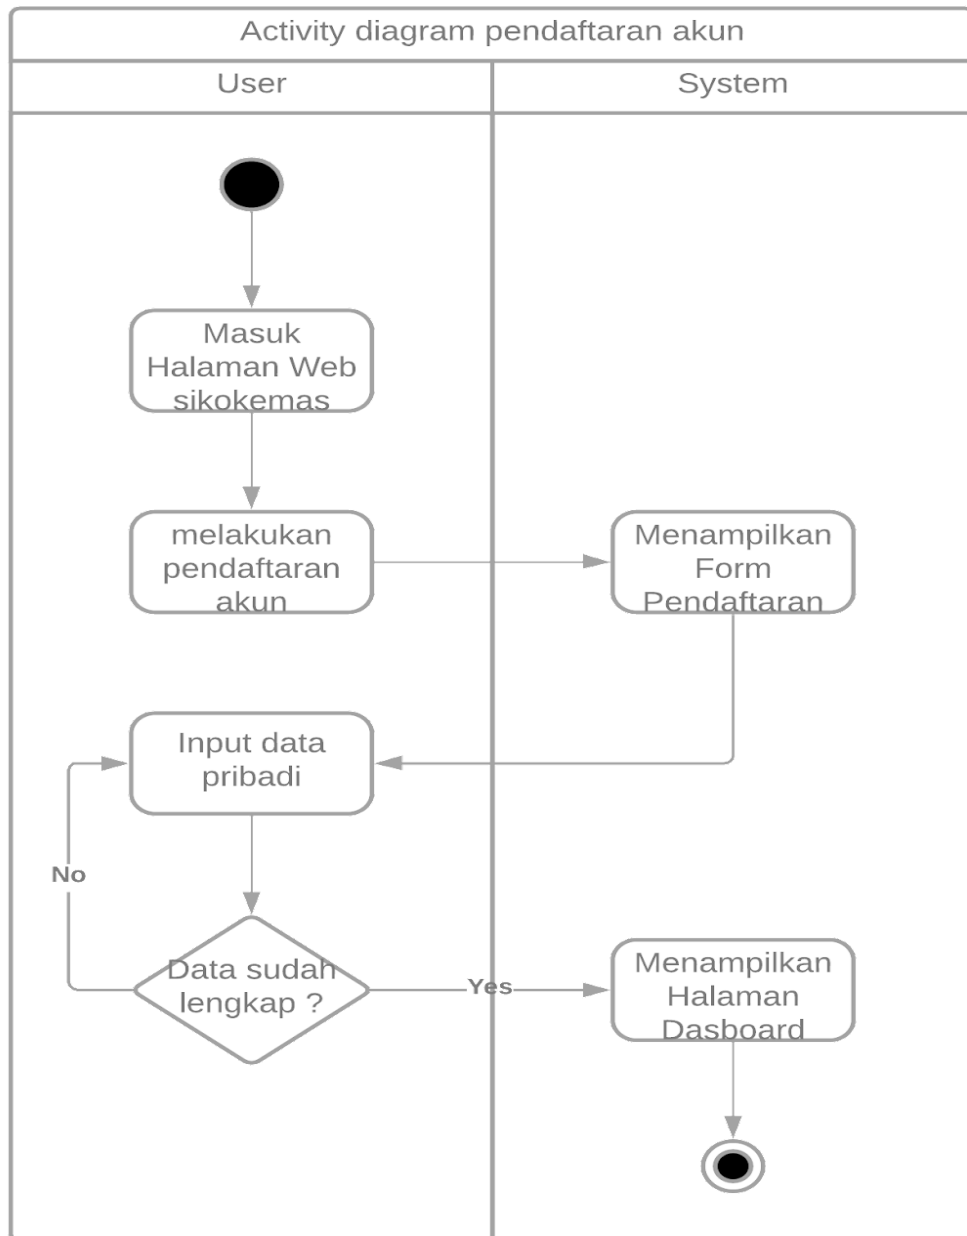 Activity diagram pendaftaran akun
User
System
Masuk
Halaman Web
sikokemas
melakukan
pendaftaran
akun
Menampilkan
Form
Pendaftaran
Input data
pribadi
No
Data sudah
lengkap ?
Yes
Menampilkan
Halaman
Dasboard